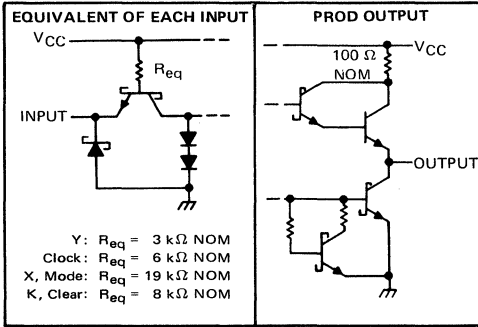 EQUIVALENT OF EACH INPUT
VCC
Req
INPUT
Y: Req = 3 kΩ NOM
Clock: Req = 6 kΩ NOM
X, Mode: Req = 19 kΩ NOM
K, Clear: Req = 8 kΩ NOM
PROD OUTPUT
VCC
100 Ω
NOM
OUTPUT